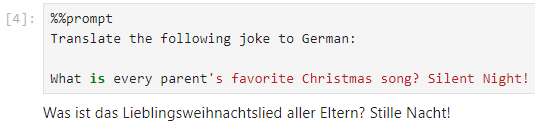 [4]: %%prompt
Translate the following joke to German:
What is every parent's favorite Christmas song? Silent Night!
Was ist das Lieblingsweihnachtslied aller Eltern? Stille Nacht!